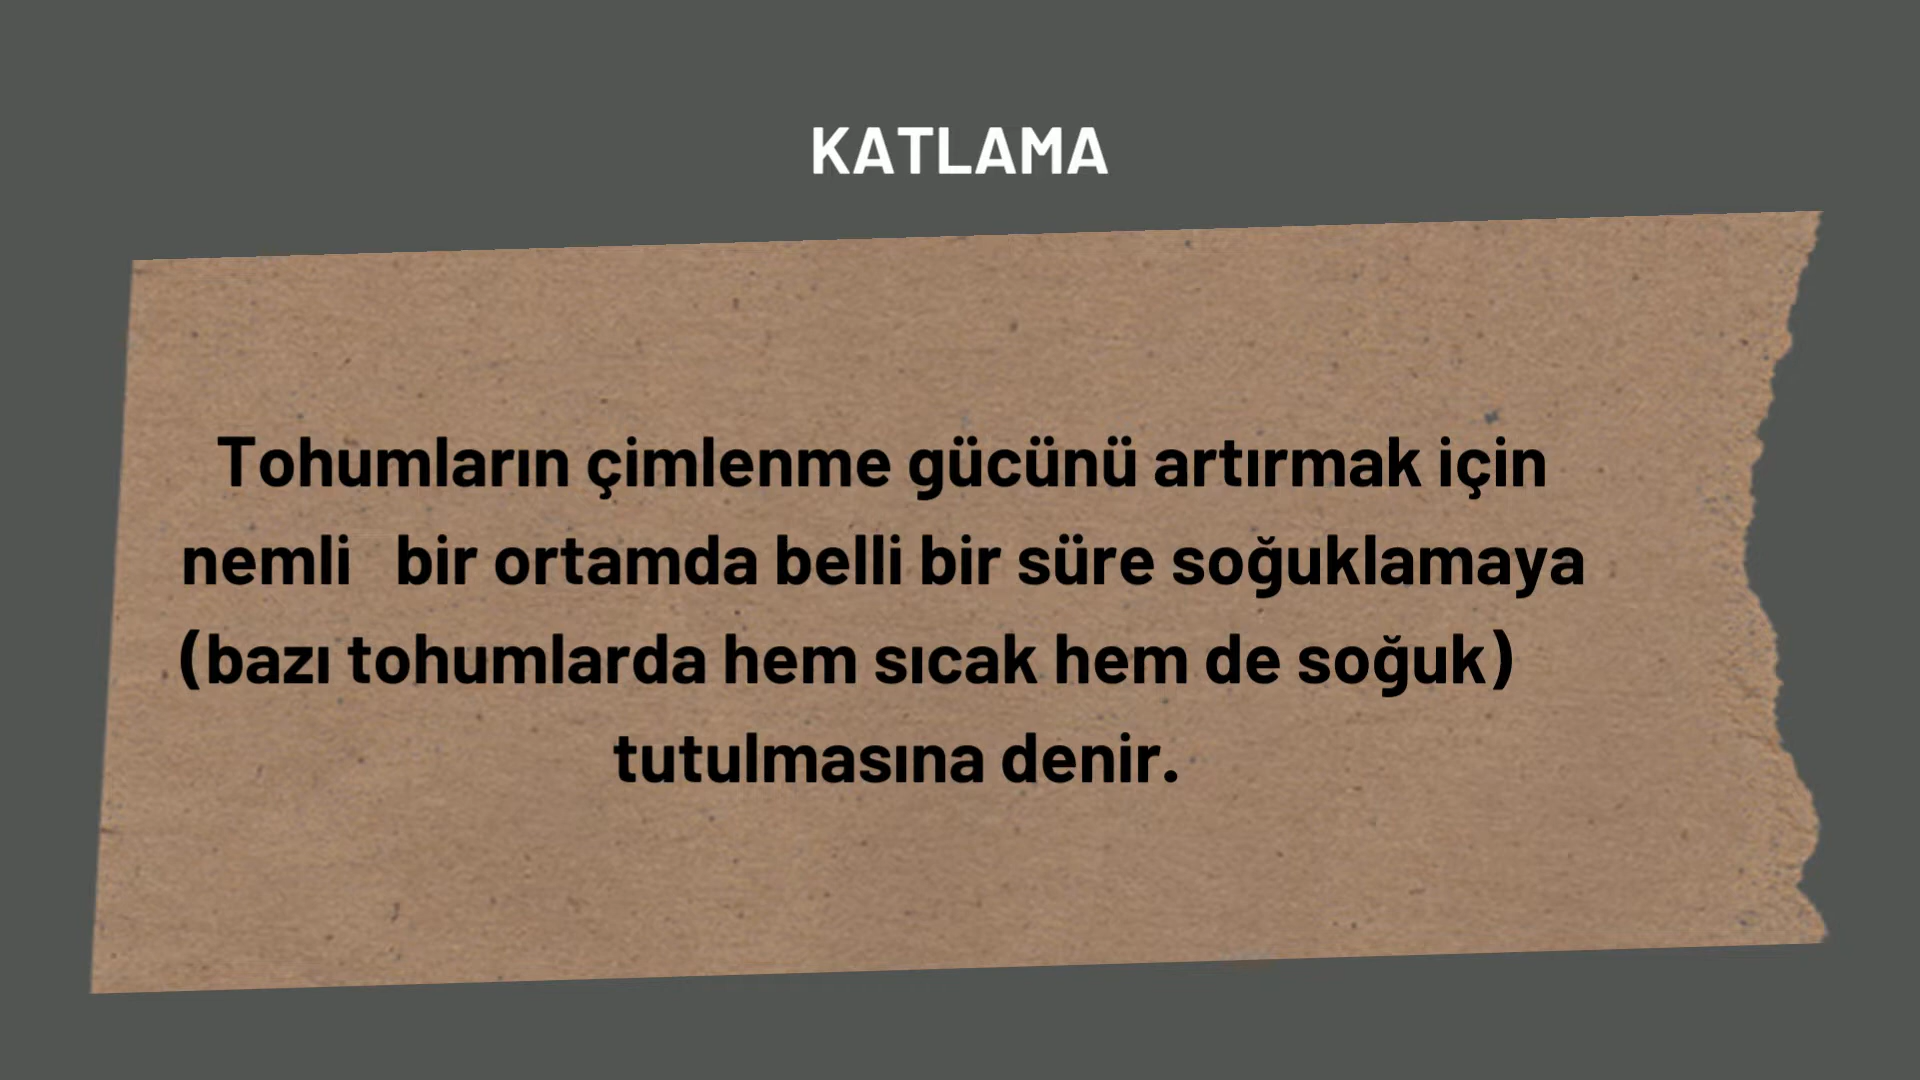 KATLAMA
Tohumların çimlenme gücünü artırmak için
nemli   bir ortamda belli bir süre soğuklamaya
(bazı tohumlarda hem sıcak hem de soğuk)
tutulmasına denir.